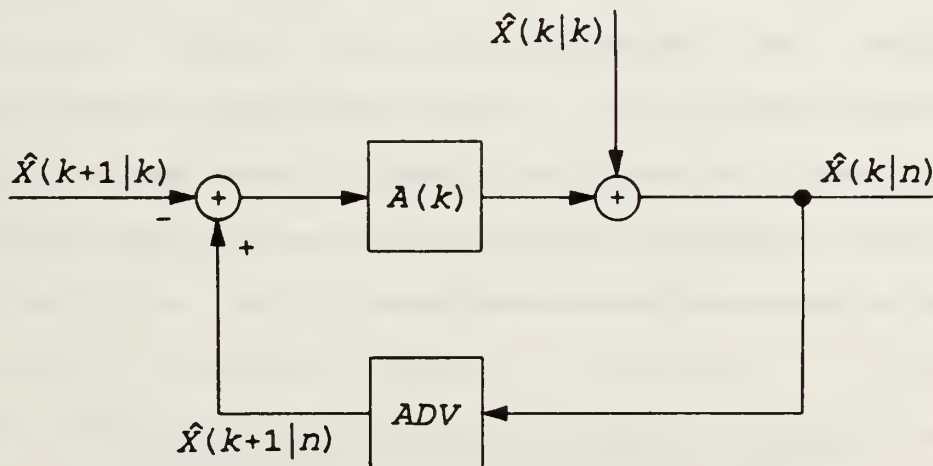 X̂(k|k)
X̂(k+1|k)
X̂(k|n)
+
A(k)
+
-
+
ADV
X̂(k+1|n)